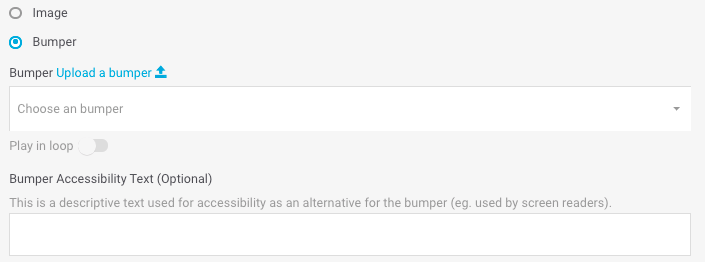 Image
Bumper
Bumper Upload a bumper
Choose an bumper
Play in loop
Bumper Accessibility Text (Optional)
This is a descriptive text used for accessibility as an alternative for the bumper (eg. used by screen readers).